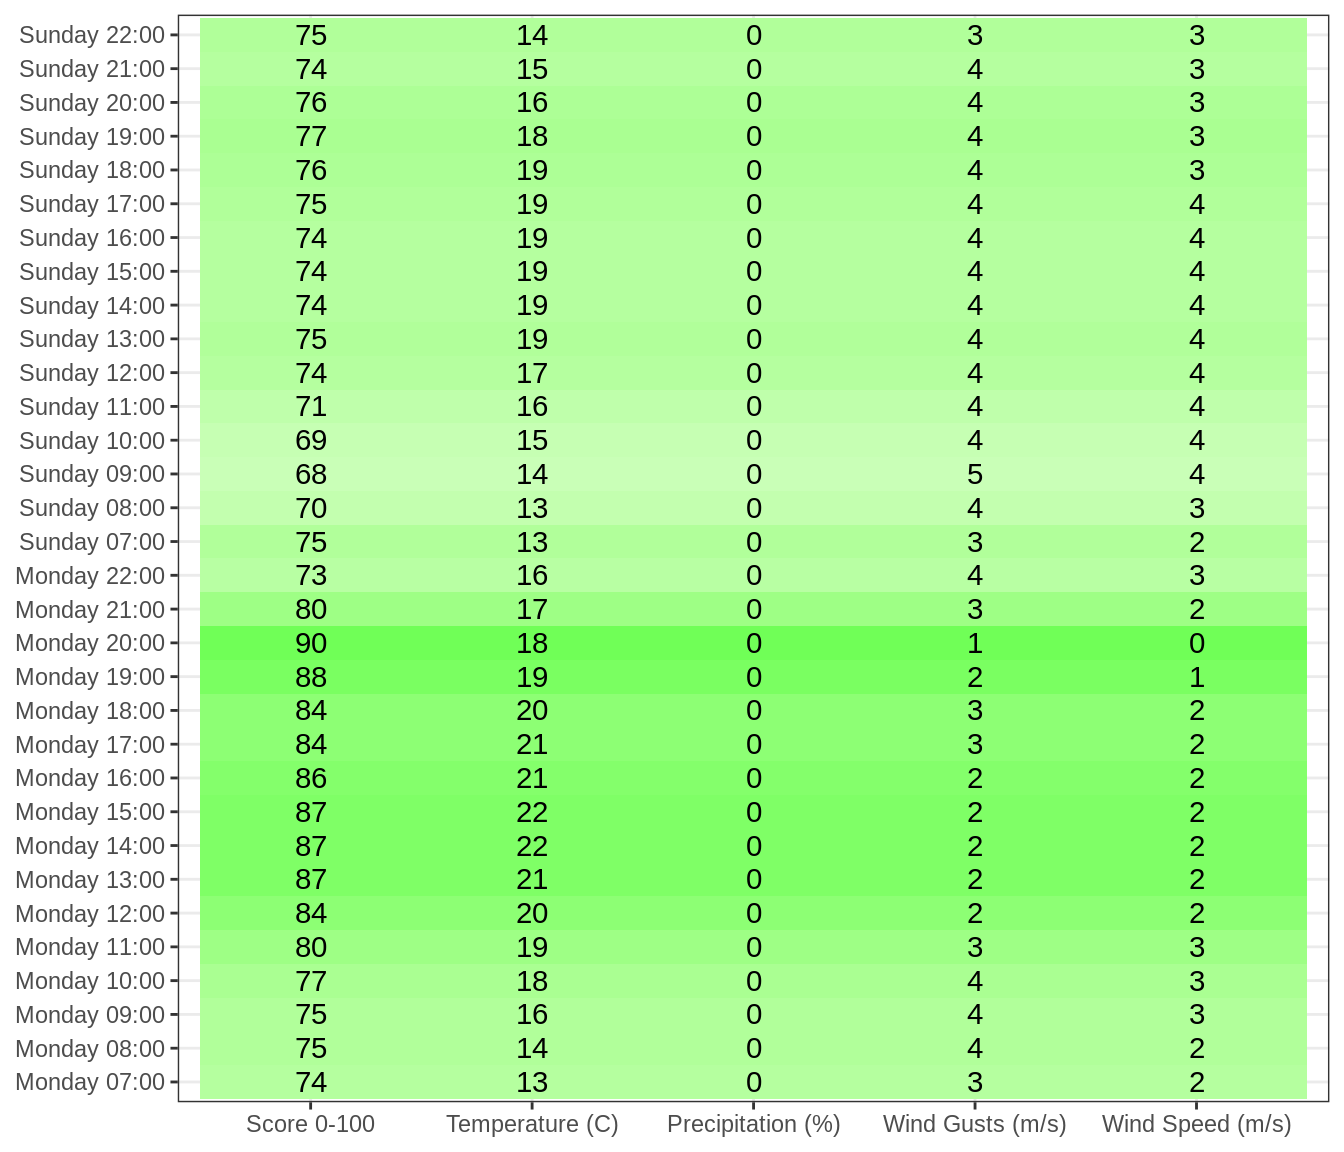 Sunday 22:00 75 14 0 3 3
Sunday 21:00 74 15 0 4 3
Sunday 20:00 76 16 0 4 3
Sunday 19:00 77 18 0 4 3
Sunday 18:00 76 19 0 4 3
Sunday 17:00 75 19 0 4 4
Sunday 16:00 74 19 0 4 4
Sunday 15:00 74 19 0 4 4
Sunday 14:00 74 19 0 4 4
Sunday 13:00 75 19 0 4 4
Sunday 12:00 74 17 0 4 4
Sunday 11:00 71 16 0 4 4
Sunday 10:00 69 15 0 4 4
Sunday 09:00 68 14 0 5 4
Sunday 08:00 70 13 0 4 3
Sunday 07:00 75 13 0 3 2
Monday 22:00 73 16 0 4 3
Monday 21:00 80 17 0 3 2
Monday 20:00 90 18 0 1 0
Monday 19:00 88 19 0 2 1
Monday 18:00 84 20 0 3 2
Monday 17:00 84 21 0 3 2
Monday 16:00 86 21 0 2 2
Monday 15:00 87 22 0 2 2
Monday 14:00 87 22 0 2 2
Monday 13:00 87 21 0 2 2
Monday 12:00 84 20 0 2 2
Monday 11:00 80 19 0 3 3
Monday 10:00 77 18 0 4 3
Monday 09:00 75 16 0 4 3
Monday 08:00 75 14 0 4 2
Monday 07:00 74 13 0 3 2
Score 0-100 Temperature (C) Precipitation (%) Wind Gusts (m/s) Wind Speed (m/s)